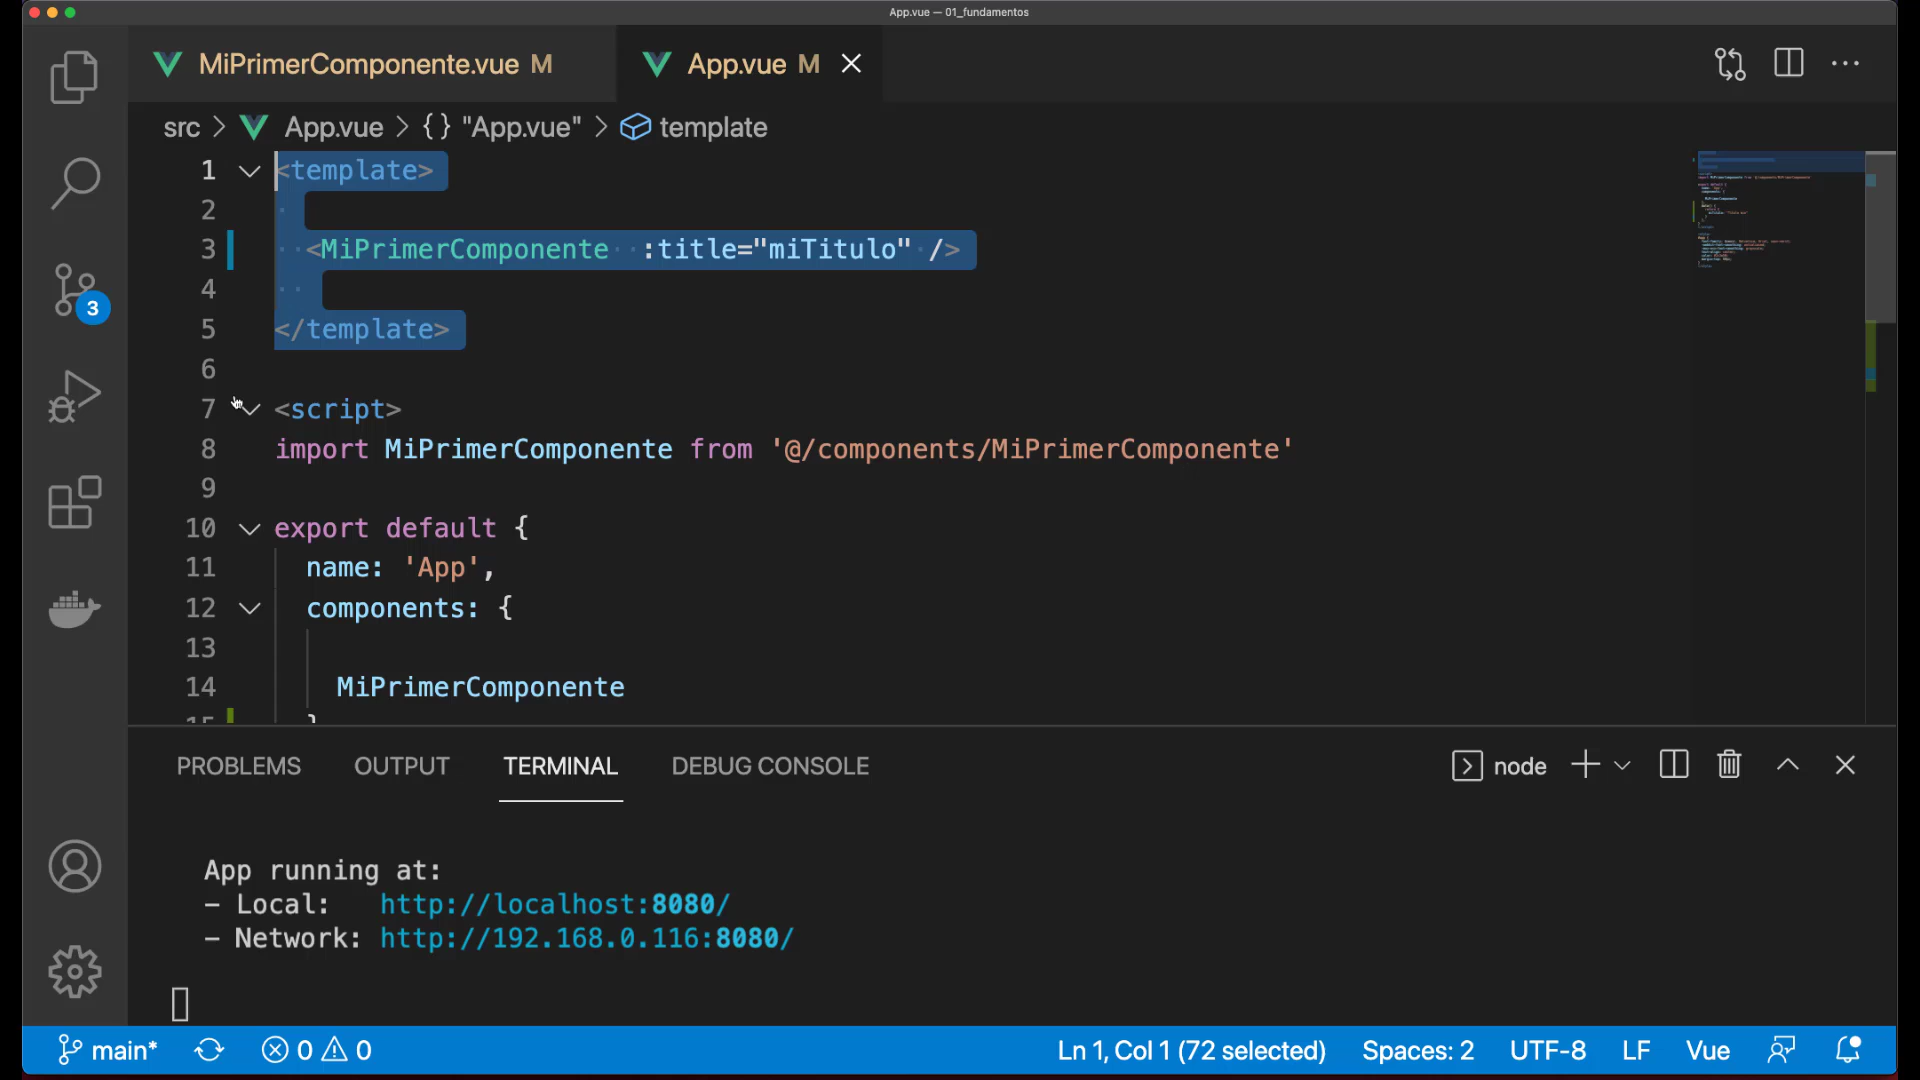 App.vue — 01_fundamentos
MiPrimerComponente.vue M
App.vue M
src > App.vue > {} "App.vue" > template
1 <template>
2
3 <MiPrimerComponente :title="miTitulo" />
4
5 </template>
6
7 <script>
8 import MiPrimerComponente from '@/components/MiPrimerComponente'
9
10 export default {
11 name: 'App',
12 components: {
13
14 MiPrimerComponente
15 }
3
PROBLEMS OUTPUT TERMINAL DEBUG CONSOLE node
App running at:
- Local: http://localhost:8080/
- Network: http://192.168.0.116:8080/
main* 0 0 Ln 1, Col 1 (72 selected) Spaces: 2 UTF-8 LF Vue